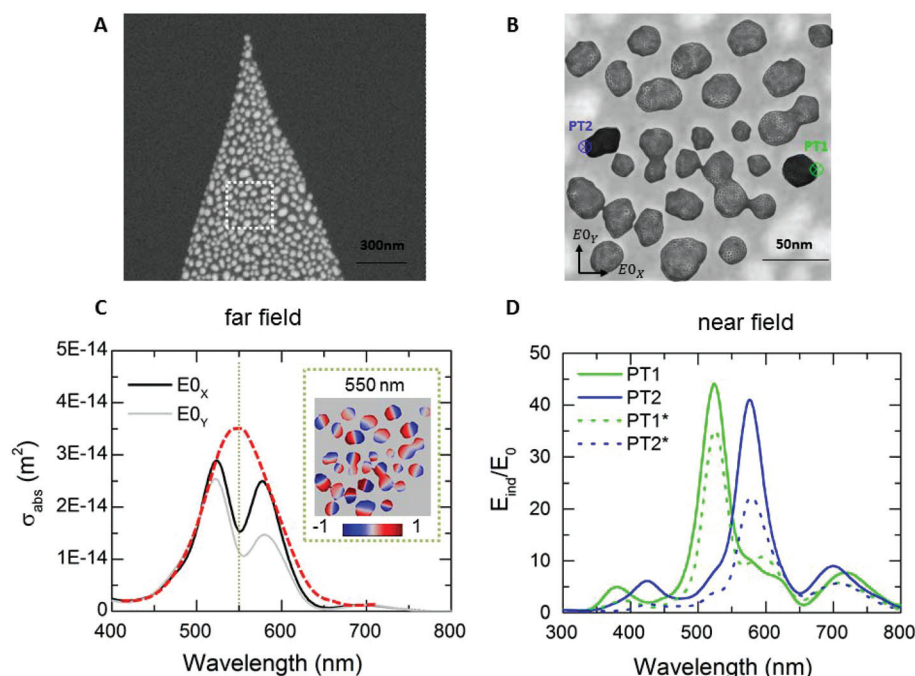 A
300nm
B
PT2
PT1
E0Y
E0X
50nm
C
far field
5E-14
4E-14
3E-14
2E-14
1E-14
0
σabs (m²)
E0X
E0Y
550 nm
-1 1
400 500 600 700 800
Wavelength (nm)
D
near field
50
40
30
20
10
0
Eind/E0
PT1
PT2
PT1*
PT2*
300 400 500 600 700 800
Wavelength (nm)